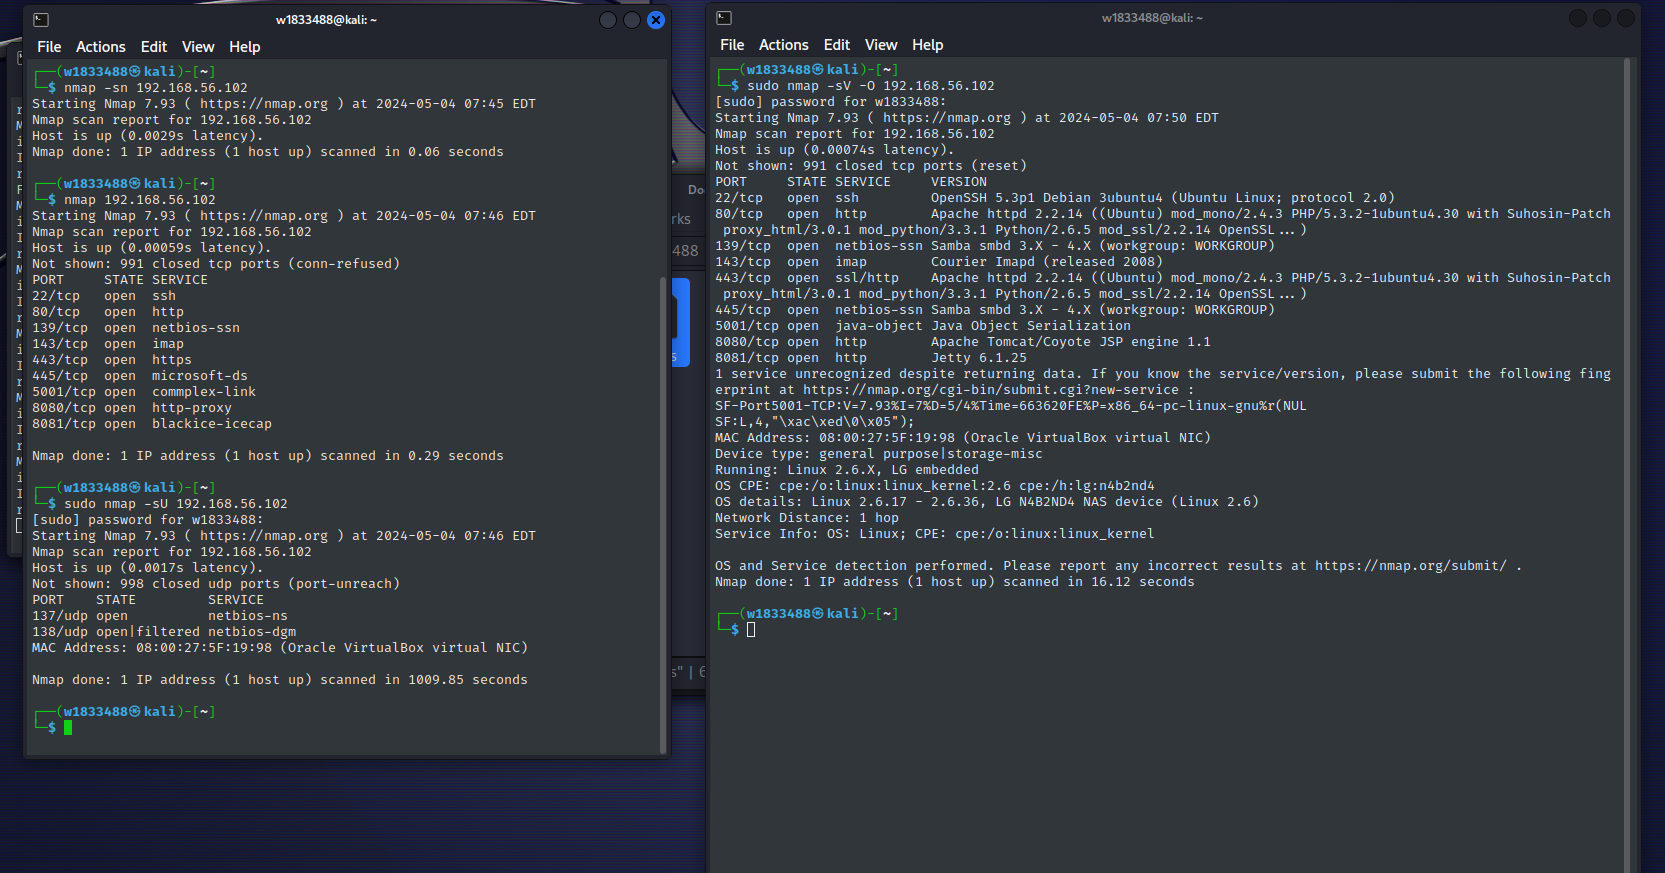 w1833488@kali: ~
File Actions Edit View Help
┌──(w1833488㉿kali)-[~]
└─$ nmap -sn 192.168.56.102
Starting Nmap 7.93 ( https://nmap.org ) at 2024-05-04 07:45 EDT
Nmap scan report for 192.168.56.102
Host is up (0.0029s latency).
Nmap done: 1 IP address (1 host up) scanned in 0.06 seconds
┌──(w1833488㉿kali)-[~]
└─$ nmap 192.168.56.102
Starting Nmap 7.93 ( https://nmap.org ) at 2024-05-04 07:46 EDT
Nmap scan report for 192.168.56.102
Host is up (0.00059s latency).
Not shown: 991 closed tcp ports (conn-refused)
PORT     STATE SERVICE
22/tcp   open  ssh
80/tcp   open  http
139/tcp  open  netbios-ssn
143/tcp  open  imap
443/tcp  open  https
445/tcp  open  microsoft-ds
5001/tcp open  commplex-link
8080/tcp open  http-proxy
8081/tcp open  blackice-icecap
Nmap done: 1 IP address (1 host up) scanned in 0.29 seconds
┌──(w1833488㉿kali)-[~]
└─$ sudo nmap -sU 192.168.56.102
[sudo] password for w1833488:
Starting Nmap 7.93 ( https://nmap.org ) at 2024-05-04 07:46 EDT
Nmap scan report for 192.168.56.102
Host is up (0.0017s latency).
Not shown: 998 closed udp ports (port-unreach)
PORT    STATE         SERVICE
137/udp open          netbios-ns
138/udp open|filtered netbios-dgm
MAC Address: 08:00:27:5F:19:98 (Oracle VirtualBox virtual NIC)
Nmap done: 1 IP address (1 host up) scanned in 1009.85 seconds
┌──(w1833488㉿kali)-[~]
└─$
w1833488@kali: ~
File Actions Edit View Help
┌──(w1833488㉿kali)-[~]
└─$ sudo nmap -sV -O 192.168.56.102
[sudo] password for w1833488:
Starting Nmap 7.93 ( https://nmap.org ) at 2024-05-04 07:50 EDT
Nmap scan report for 192.168.56.102
Host is up (0.00074s latency).
Not shown: 991 closed tcp ports (reset)
PORT     STATE SERVICE     VERSION
22/tcp   open  ssh         OpenSSH 5.3p1 Debian 3ubuntu4 (Ubuntu Linux; protocol 2.0)
80/tcp   open  http        Apache httpd 2.2.14 ((Ubuntu) mod_mono/2.4.3 PHP/5.3.2-1ubuntu4.30 with Suhosin-Patch
proxy_html/3.0.1 mod_python/3.3.1 Python/2.6.5 mod_ssl/2.2.14 OpenSSL...)
139/tcp  open  netbios-ssn Samba smbd 3.X - 4.X (workgroup: WORKGROUP)
143/tcp  open  imap        Courier Imapd (released 2008)
443/tcp  open  ssl/http    Apache httpd 2.2.14 ((Ubuntu) mod_mono/2.4.3 PHP/5.3.2-1ubuntu4.30 with Suhosin-Patch
proxy_html/3.0.1 mod_python/3.3.1 Python/2.6.5 mod_ssl/2.2.14 OpenSSL...)
445/tcp  open  netbios-ssn Samba smbd 3.X - 4.X (workgroup: WORKGROUP)
5001/tcp open  java-object Java Object Serialization
8080/tcp open  http        Apache Tomcat/Coyote JSP engine 1.1
8081/tcp open  http        Jetty 6.1.25
1 service unrecognized despite returning data. If you know the service/version, please submit the following fing
erprint at https://nmap.org/cgi-bin/submit.cgi?new-service :
SF-Port5001-TCP:V=7.93%I=7%D=5/4%Time=663620FE%P=x86_64-pc-linux-gnu%r(NUL
SF:L,4,"\xac\xed\0\x05");
MAC Address: 08:00:27:5F:19:98 (Oracle VirtualBox virtual NIC)
Device type: general purpose|storage-misc
Running: Linux 2.6.X, LG embedded
OS CPE: cpe:/o:linux:linux_kernel:2.6 cpe:/h:lg:n4b2nd4
OS details: Linux 2.6.17 - 2.6.36, LG N4B2ND4 NAS device (Linux 2.6)
Network Distance: 1 hop
Service Info: OS: Linux; CPE: cpe:/o:linux:linux_kernel
OS and Service detection performed. Please report any incorrect results at https://nmap.org/submit/ .
Nmap done: 1 IP address (1 host up) scanned in 16.12 seconds
┌──(w1833488㉿kali)-[~]
└─$